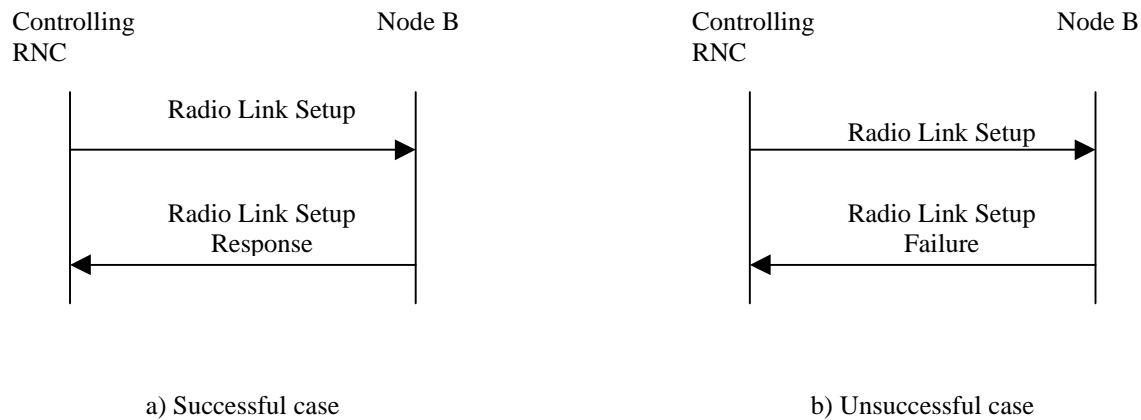 Controlling
RNC
Node B
Radio Link Setup
Radio Link Setup
Response
a) Successful case
Controlling
RNC
Node B
Radio Link Setup
Radio Link Setup
Failure
b) Unsuccessful case